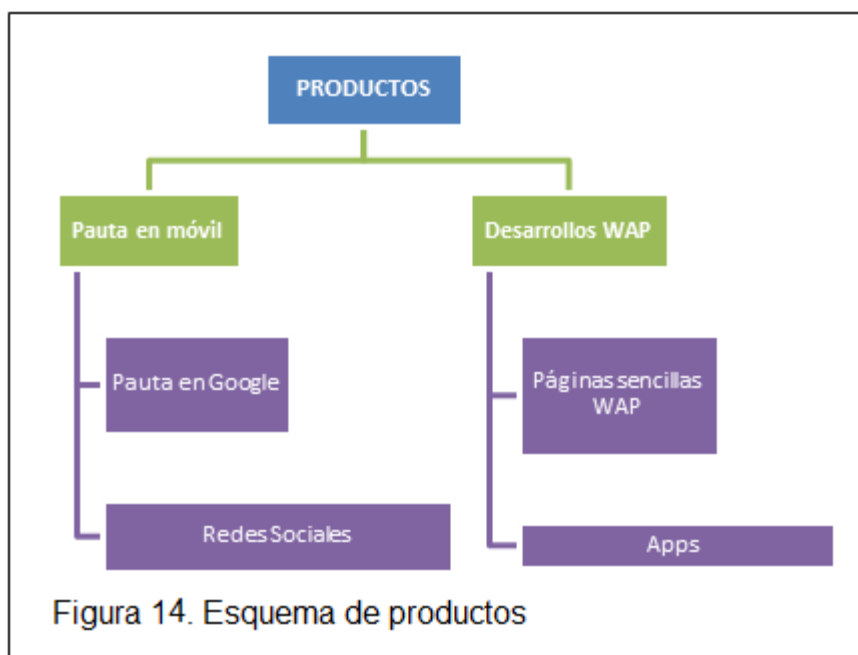 PRODUCTOS
Pauta en móvil
Desarrollos WAP
Pauta en Google
Páginas sencillas
WAP
Redes Sociales
Apps
Figura 14. Esquema de productos